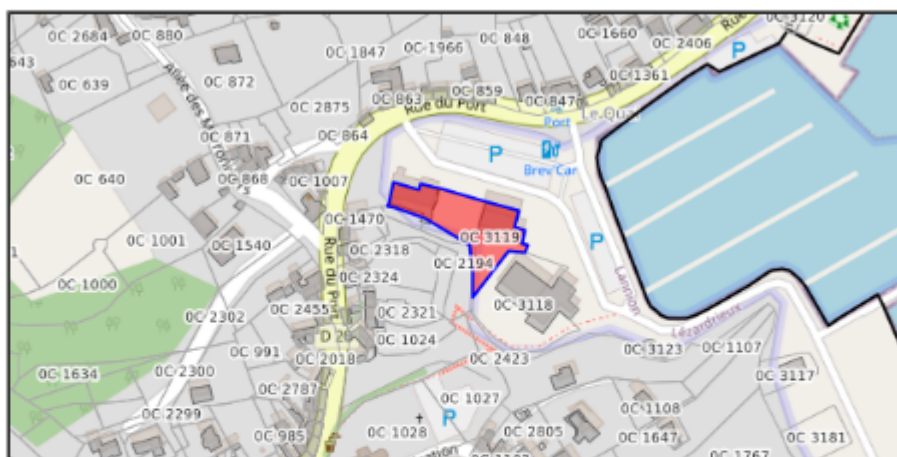 0C 3120
Rue
0C 2684
0C 880
0C 848
0C 1660
0C 1966
0C 2406
P
0C 1847
643
0C 639
0C 872
0C 1361
0C 863
0C 859
0C 847
Rue du Port
0C 2875
Port
0C 871
0C 864
P
Brev Car
0C 640
0C 868
0C 1007
0C 1470
0C 1001
0C 1540
0C 2318
0C 3119
P
Rue du Port
0C 2194
0C 1000
0C 2324
Lannion
0C 3118
0C 2455
0C 2321
0C 2302
Lézardrieux
D 20
0C 1024
0C 991
0C 2018
0C 2423
0C 3123
0C 1107
0C 1634
0C 2300
0C 3117
0C 2787
0C 1027
0C 2299
P
0C 1108
0C 985
0C 1028
0C 2805
0C 1647
0C 3181
0C 1767